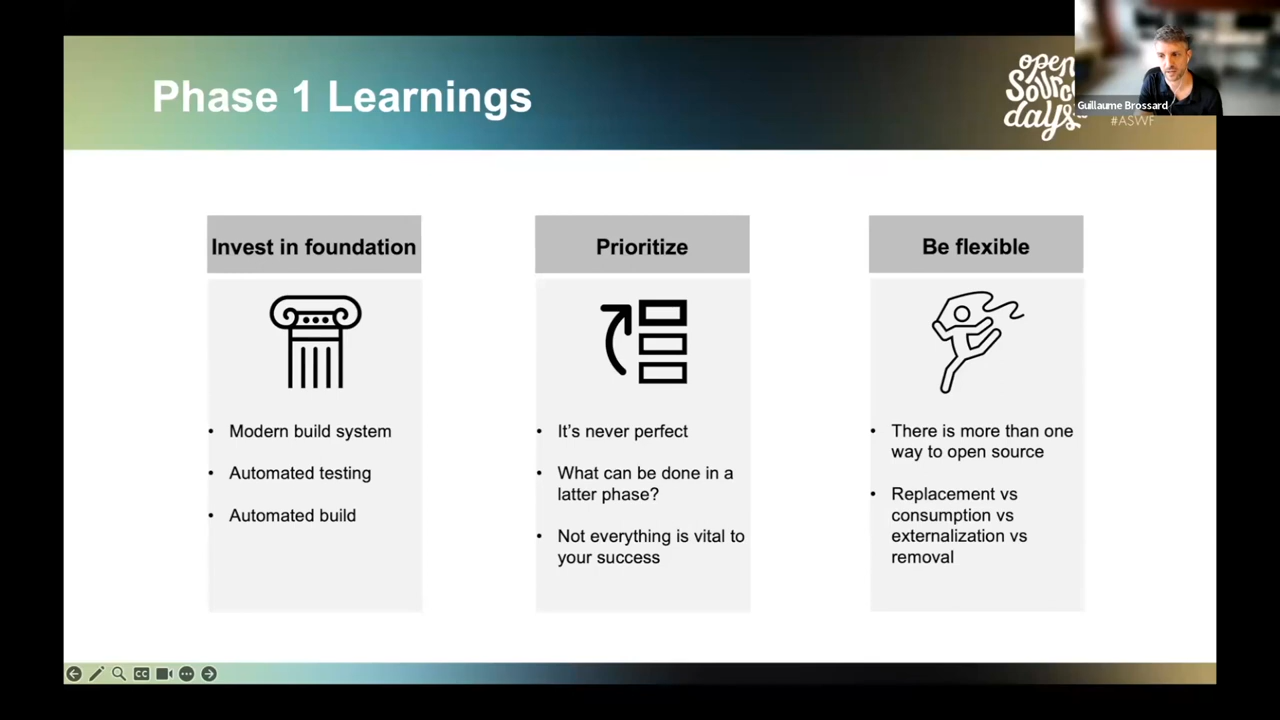 Phase 1 Learnings
open
Source
days
Guillaume Brossard
#ASWF
Invest in foundation
Prioritize
Be flexible
• Modern build system
• Automated testing
• Automated build
• It's never perfect
• What can be done in a
latter phase?
• Not everything is vital to
your success
• There is more than one
way to open source
• Replacement vs
consumption vs
externalization vs
removal
CC